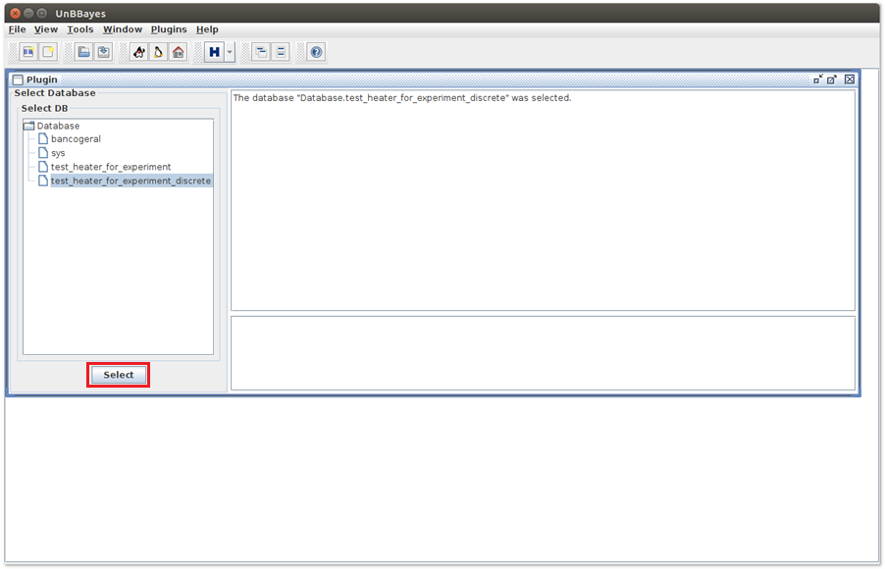 UnBBayes
File View Tools Window Plugins Help
H
Plugin
Select Database
Select DB
Database
bancogeral
sys
test_heater_for_experiment
test_heater_for_experiment_discrete
Select
The database "Database.test_heater_for_experiment_discrete" was selected.